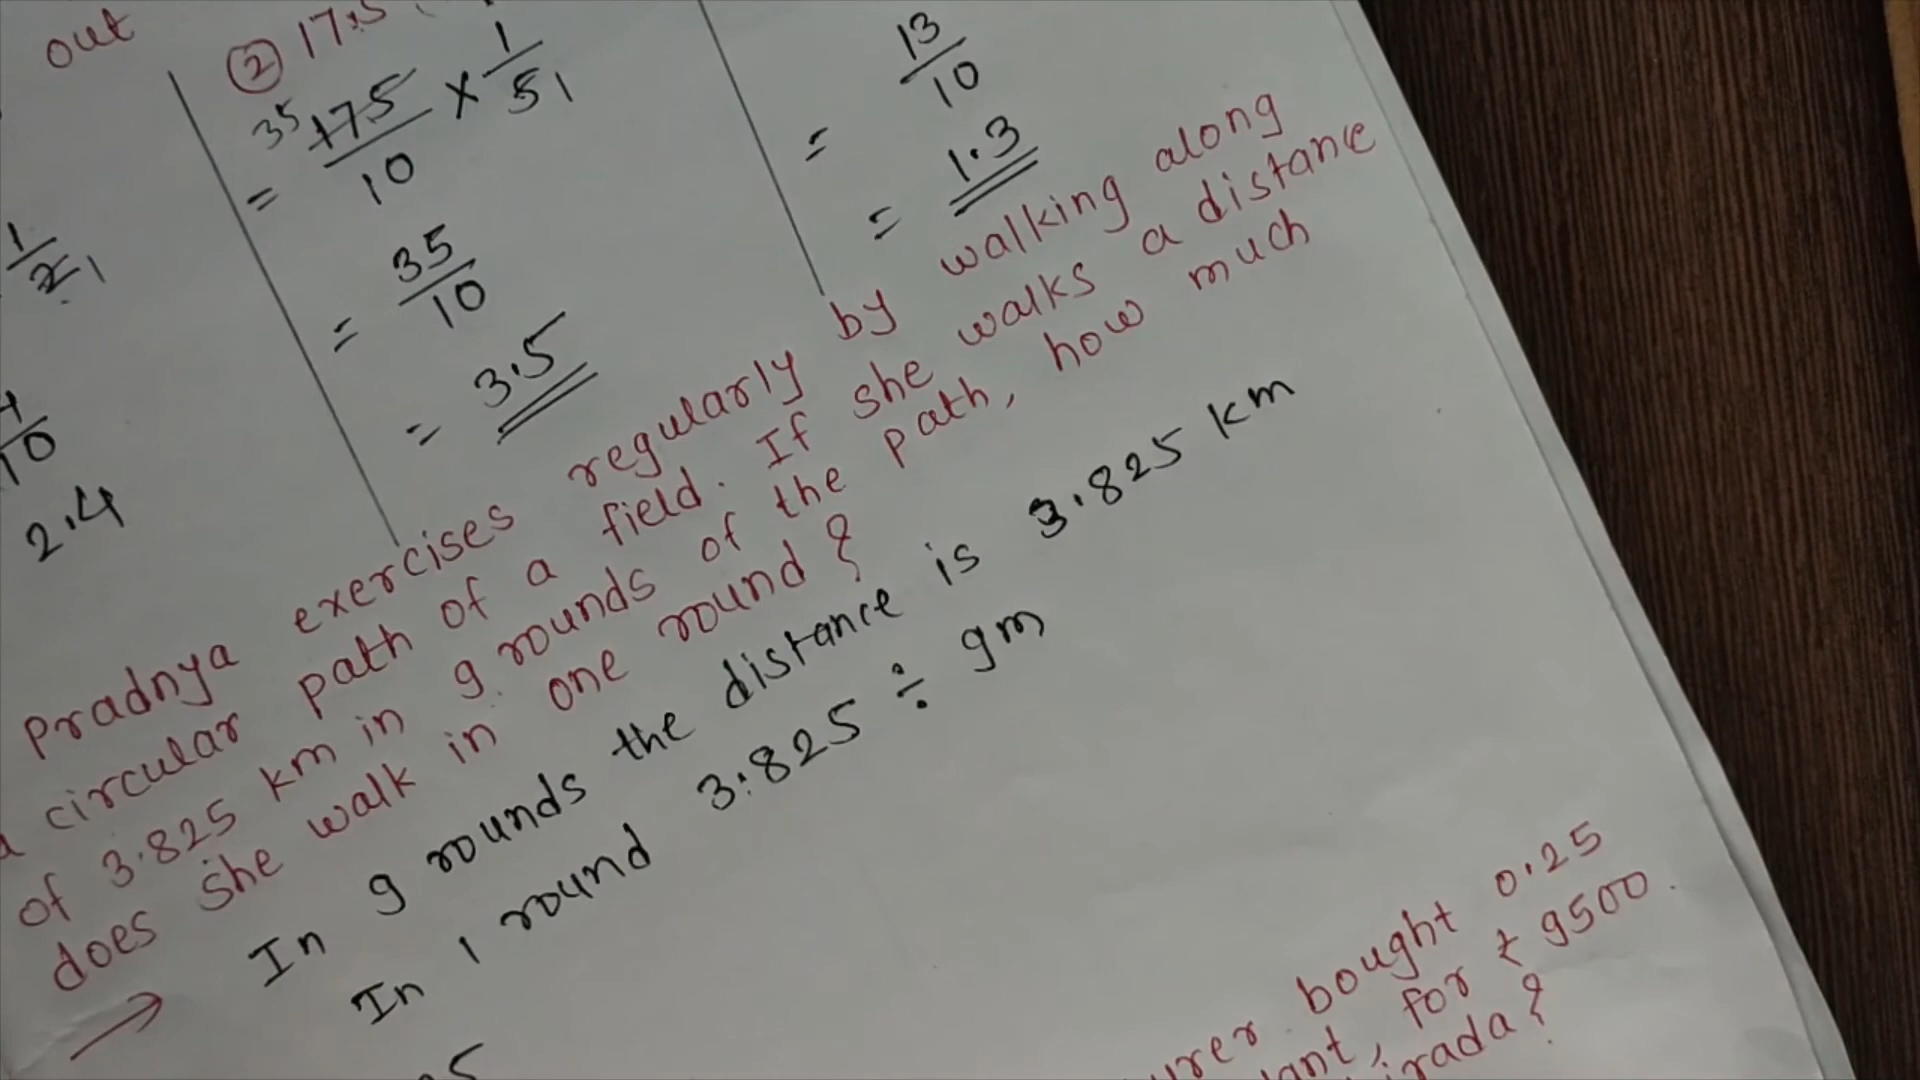 out
② 17.5
35 175/10 × 1/5 1
= 35/10
= 3.5
1/2 1
/10
2.4
13
= 10
= 1.3
pradnya exercises regularly by walking along
a circular path of a field. If she walks a distance
of 3.825 km in 9 rounds of the path, how much
does she walk in one round?
→ In 9 rounds the distance is 3.825 km
In 1 round 3.825 ÷ 9m
bought 0.25
for ₹ 9500.